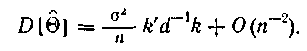 D[Θ̂] = σ²/n k′d⁻¹k + O(n⁻²).